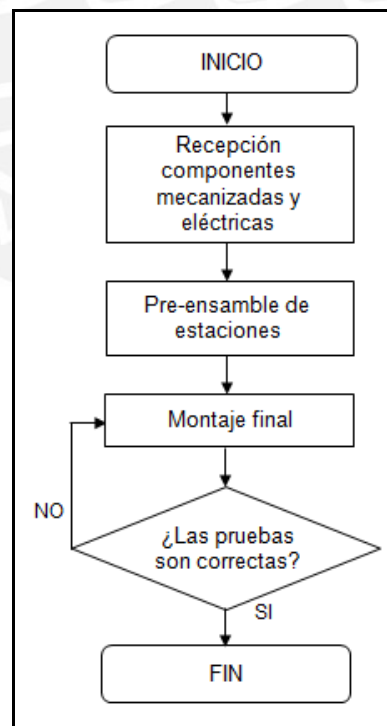 INICIO
Recepción
componentes
mecanizadas y
eléctricas
Pre-ensamble de
estaciones
Montaje final
NO
¿Las pruebas
son correctas?
SI
FIN